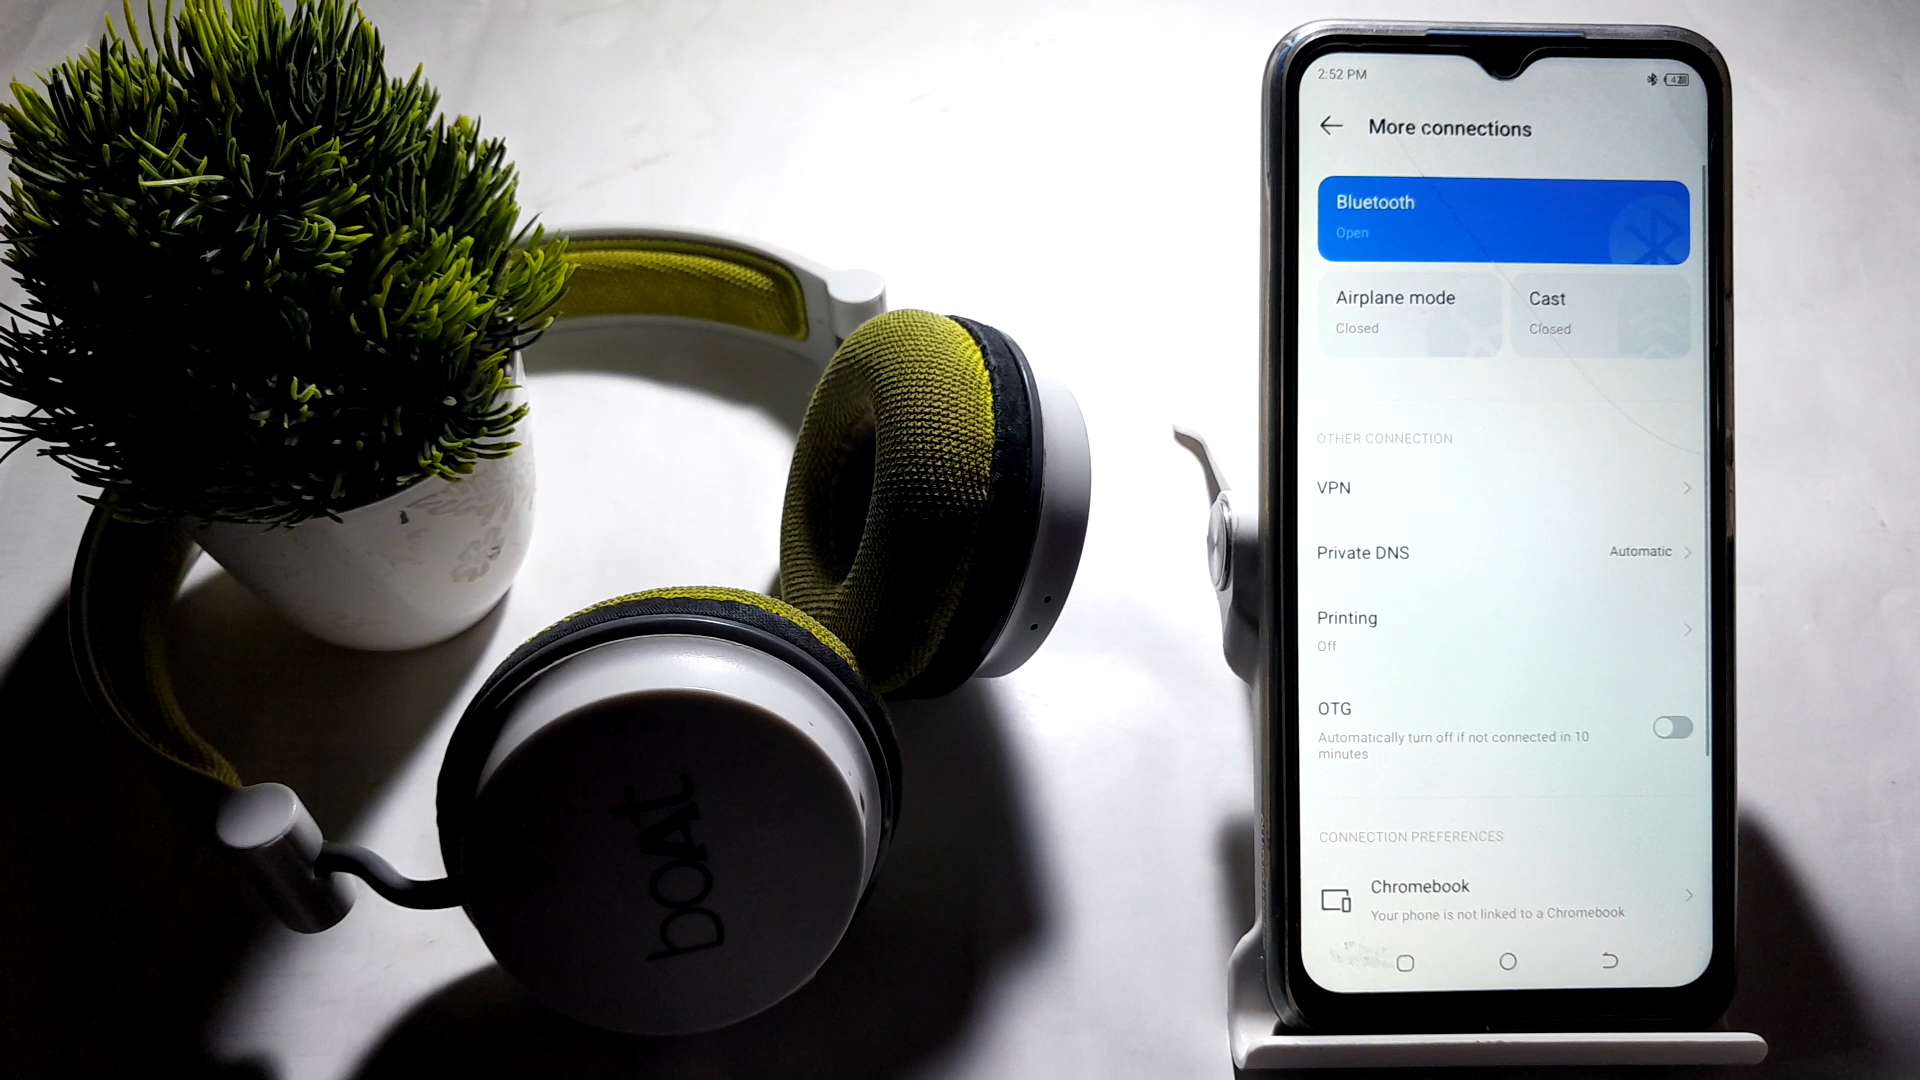 boAt
2:52 PM
42
More connections
Bluetooth
Open
Airplane mode
Closed
Cast
Closed
OTHER CONNECTION
VPN
Private DNS
Automatic
Printing
Off
OTG
Automatically turn off if not connected in 10
minutes
CONNECTION PREFERENCES
Chromebook
Your phone is not linked to a Chromebook